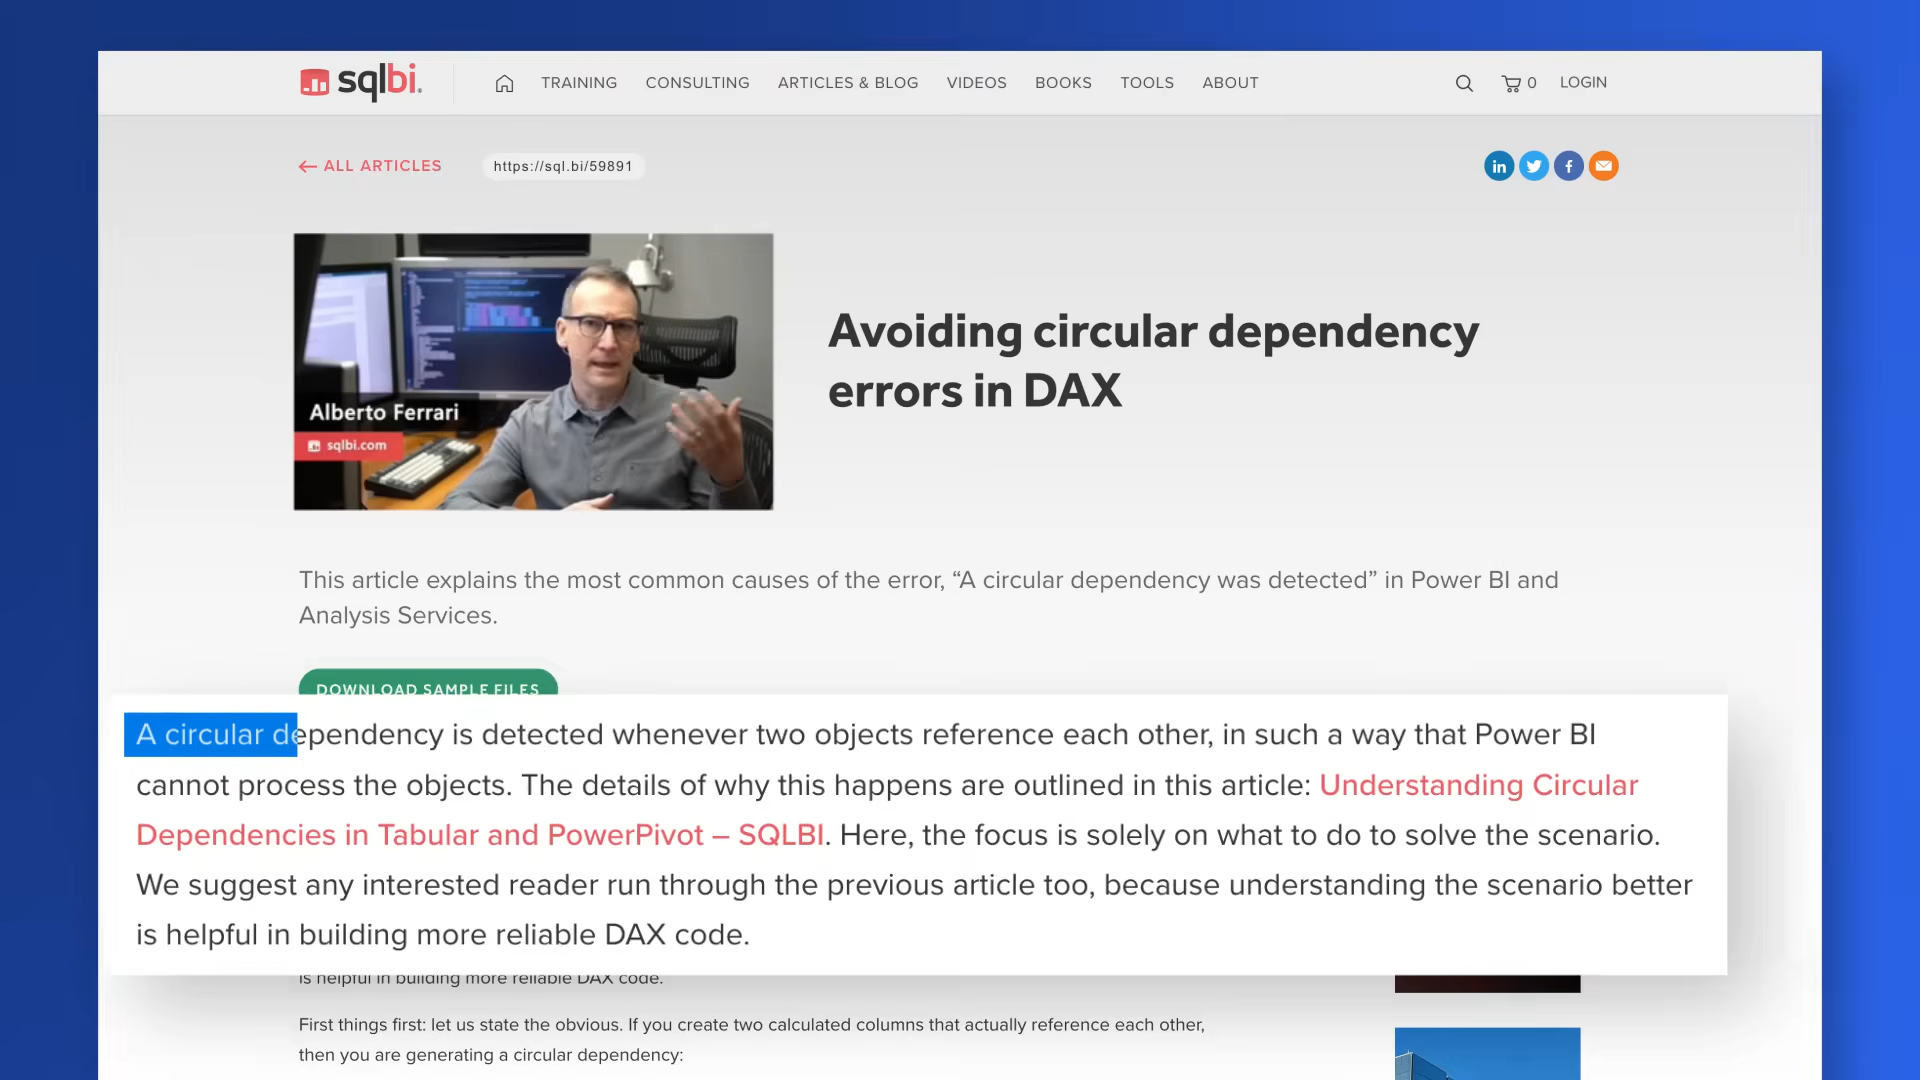 sqlbi.
TRAINING CONSULTING ARTICLES & BLOG VIDEOS BOOKS TOOLS ABOUT 0 LOGIN
← ALL ARTICLES https://sql.bi/59891
in f
Alberto Ferrari
sqlbi.com
Avoiding circular dependency
errors in DAX
This article explains the most common causes of the error, “A circular dependency was detected” in Power BI and
Analysis Services.
DOWNLOAD SAMPLE FILES
A circular dependency is detected whenever two objects reference each other, in such a way that Power BI
cannot process the objects. The details of why this happens are outlined in this article: Understanding Circular
Dependencies in Tabular and PowerPivot – SQLBI. Here, the focus is solely on what to do to solve the scenario.
We suggest any interested reader run through the previous article too, because understanding the scenario better
is helpful in building more reliable DAX code.
is helpful in building more reliable DAX code.
First things first: let us state the obvious. If you create two calculated columns that actually reference each other,
then you are generating a circular dependency: